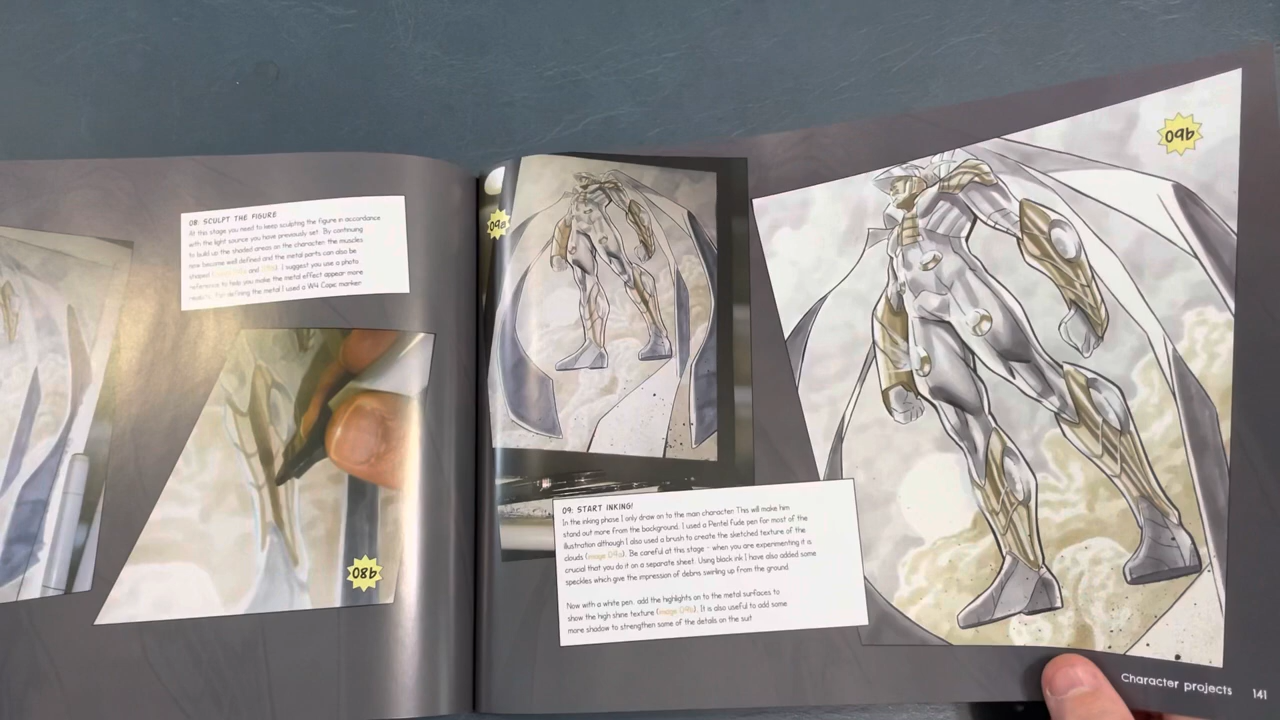 08: SCULPT THE FIGURE
At this stage you need to keep sculpting the figure in accordance
with the light source you have previously set. By continuing
to build up the shaded areas on the character the muscles
now become well defined and the metal parts can also be
shaped and I suggest you use a photo
reference to help you make the metal effect appear more
For defining the metal I used a W4 Copic marker
08b
09a
09: START INKING!
In the inking phase I only draw on to the main character. This will make him
stand out more from the background. I used a Pentel Fude pen for most of the
illustration although I also used a brush to create the sketched texture of the
clouds (image 09a). Be careful at this stage - when you are experimenting it is
crucial that you do it on a separate sheet. Using black ink I have also added some
speckles which give the impression of debris swirling up from the ground.
Now with a white pen, add the highlights on to the metal surfaces to
show the high shine texture (image 09b). It is also useful to add some
more shadow to strengthen some of the details on the suit
09b
Character projects 141